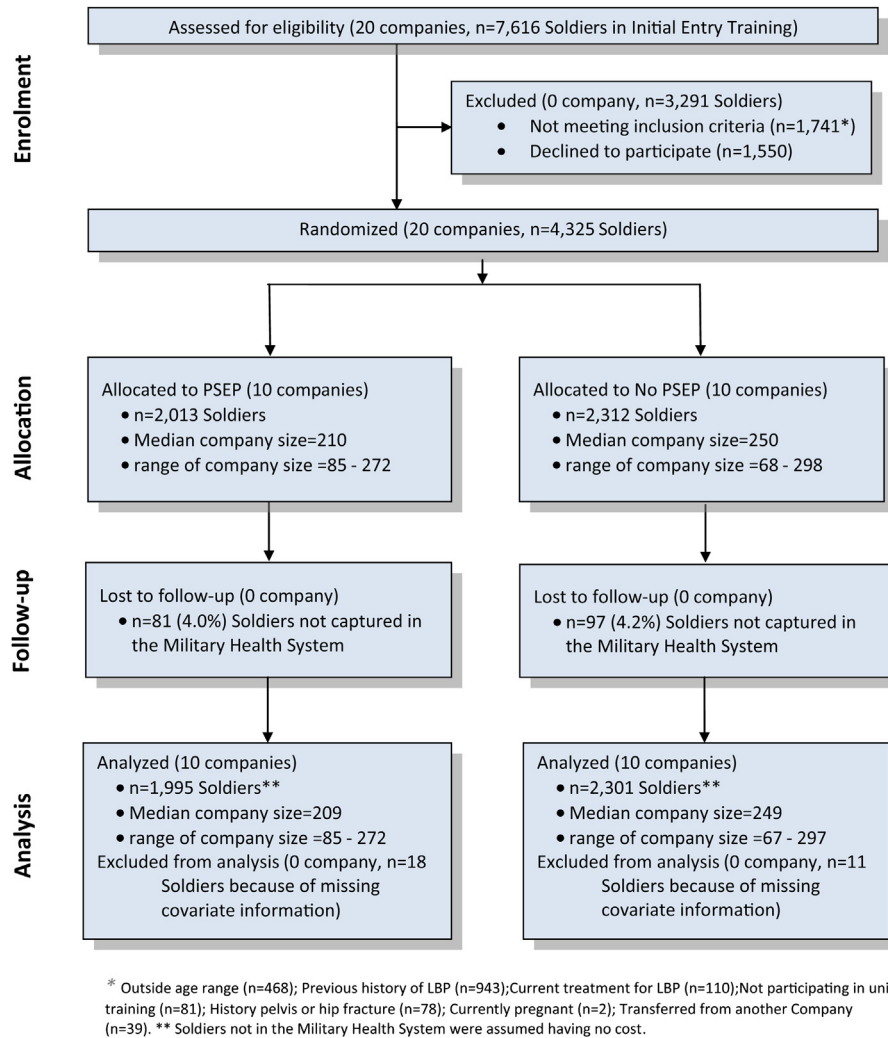 Assessed for eligibility (20 companies, n=7,616 Soldiers in Initial Entry Training)
Enrolment
Excluded (0 company, n=3,291 Soldiers)
• Not meeting inclusion criteria (n=1,741*)
• Declined to participate (n=1,550)
Randomized (20 companies, n=4,325 Soldiers)
Allocation
Allocated to PSEP (10 companies)
• n=2,013 Soldiers
• Median company size=210
• range of company size =85 - 272
Allocated to No PSEP (10 companies)
• n=2,312 Soldiers
• Median company size=250
• range of company size =68 - 298
Follow-up
Lost to follow-up (0 company)
• n=81 (4.0%) Soldiers not captured in
the Military Health System
Lost to follow-up (0 company)
• n=97 (4.2%) Soldiers not captured in
the Military Health System
Analysis
Analyzed (10 companies)
• n=1,995 Soldiers**
• Median company size=209
• range of company size =85 - 272
Excluded from analysis (0 company, n=18
Soldiers because of missing
covariate information)
Analyzed (10 companies)
• n=2,301 Soldiers**
• Median company size=249
• range of company size =67 - 297
Excluded from analysis (0 company, n=11
Soldiers because of missing
covariate information)
* Outside age range (n=468); Previous history of LBP (n=943);Current treatment for LBP (n=110);Not participating in uni
training (n=81); History pelvis or hip fracture (n=78); Currently pregnant (n=2); Transferred from another Company
(n=39). ** Soldiers not in the Military Health System were assumed having no cost.